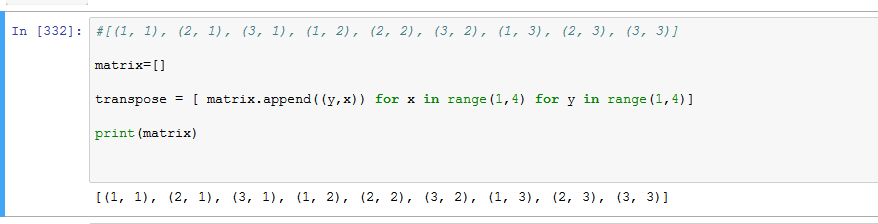 In [332]: #[(1, 1), (2, 1), (3, 1), (1, 2), (2, 2), (3, 2), (1, 3), (2, 3), (3, 3)]
matrix=[]
transpose = [ matrix.append((y,x)) for x in range(1,4) for y in range(1,4)]
print(matrix)
[(1, 1), (2, 1), (3, 1), (1, 2), (2, 2), (3, 2), (1, 3), (2, 3), (3, 3)]